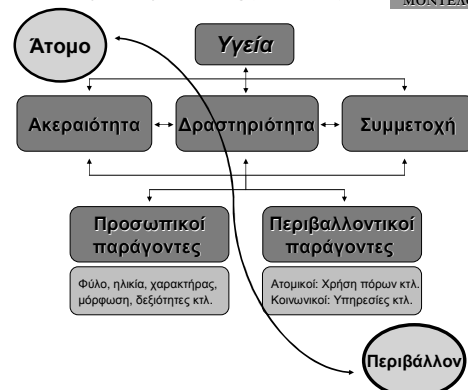 ΜΟΝΤΕΛΟ
Άτομο
Υγεία
Ακεραιότητα
Δραστηριότητα
Συμμετοχή
Προσωπικοί
παράγοντες
Περιβαλλοντικοί
παράγοντες
Φύλο, ηλικία, χαρακτήρας,
μόρφωση, δεξιότητες κτλ.
Ατομικοί: Χρήση πόρων κτλ.
Κοινωνικοί: Υπηρεσίες κτλ.
Περιβάλλον